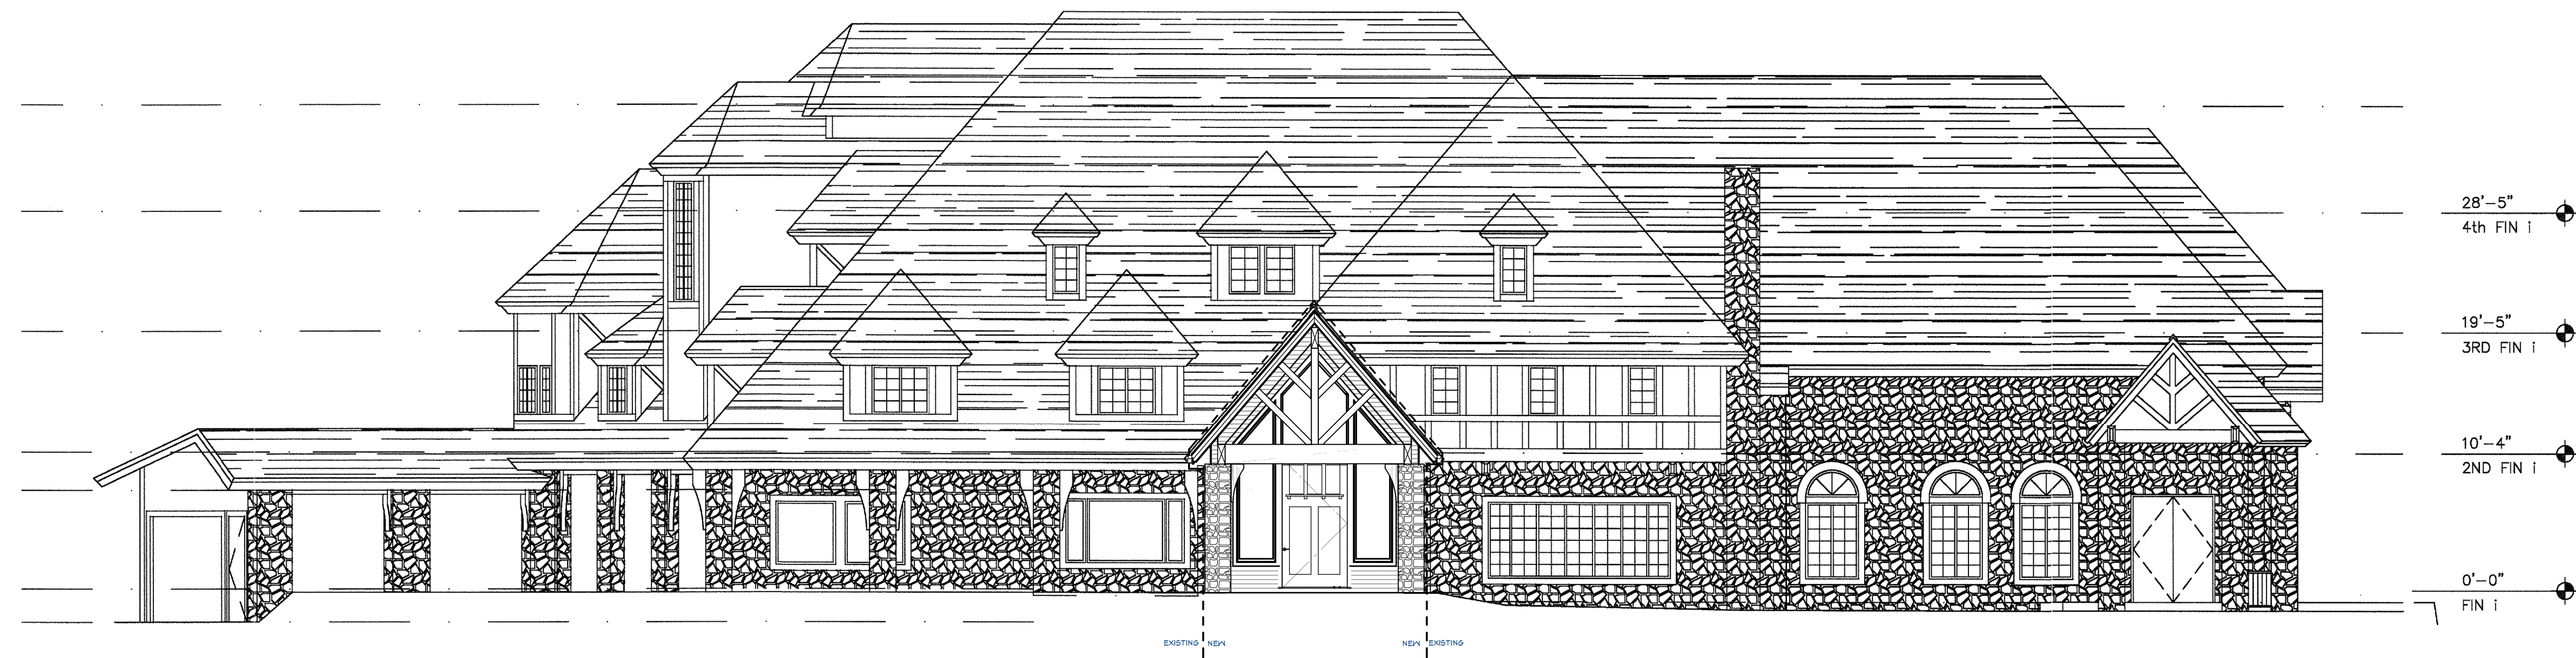 28'-5"
4th FIN i
19'-5"
3RD FIN i
10'-4"
2ND FIN i
0'-0"
FIN i
EXISTING NEW
NEW EXISTING